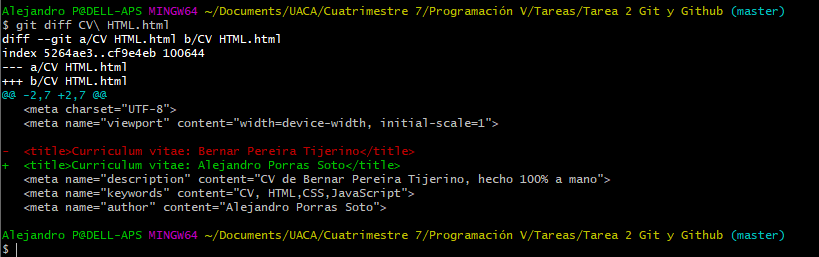 Alejandro P@DELL-APS MINGW64 ~/Documents/UACA/Cuatrimestre 7/Programación V/Tareas/Tarea 2 Git y Github (master)
$ git diff CV\ HTML.html
diff --git a/CV HTML.html b/CV HTML.html
index 5264ae3..cf9e4eb 100644
--- a/CV HTML.html
+++ b/CV HTML.html
@@ -2,7 +2,7 @@
   <meta charset="UTF-8">
   <meta name="viewport" content="width=device-width, initial-scale=1">

-  <title>Curriculum vitae: Bernar Pereira Tijerino</title>
+  <title>Curriculum vitae: Alejandro Porras Soto</title>
   <meta name="description" content="CV de Bernar Pereira Tijerino, hecho 100% a mano">
   <meta name="keywords" content="CV, HTML,CSS,JavaScript">
   <meta name="author" content="Alejandro Porras Soto">

Alejandro P@DELL-APS MINGW64 ~/Documents/UACA/Cuatrimestre 7/Programación V/Tareas/Tarea 2 Git y Github (master)
$